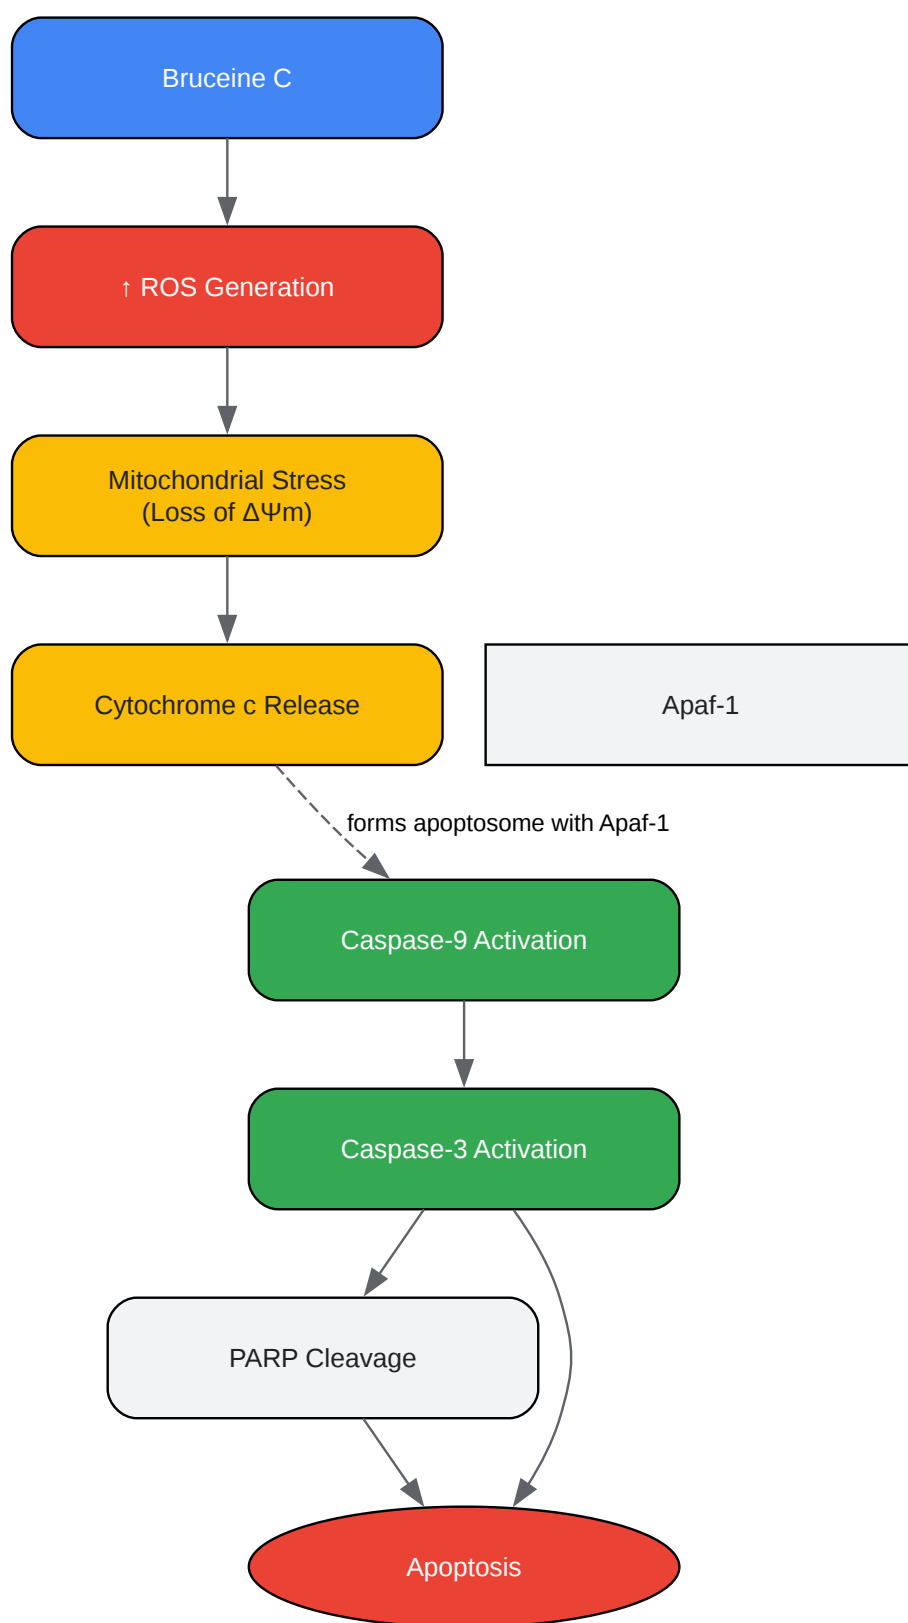 Bruceine C
↑ ROS Generation
Mitochondrial Stress
(Loss of ΔΨm)
Cytochrome c Release
Apaf-1
forms apoptosome with Apaf-1
Caspase-9 Activation
Caspase-3 Activation
PARP Cleavage
Apoptosis